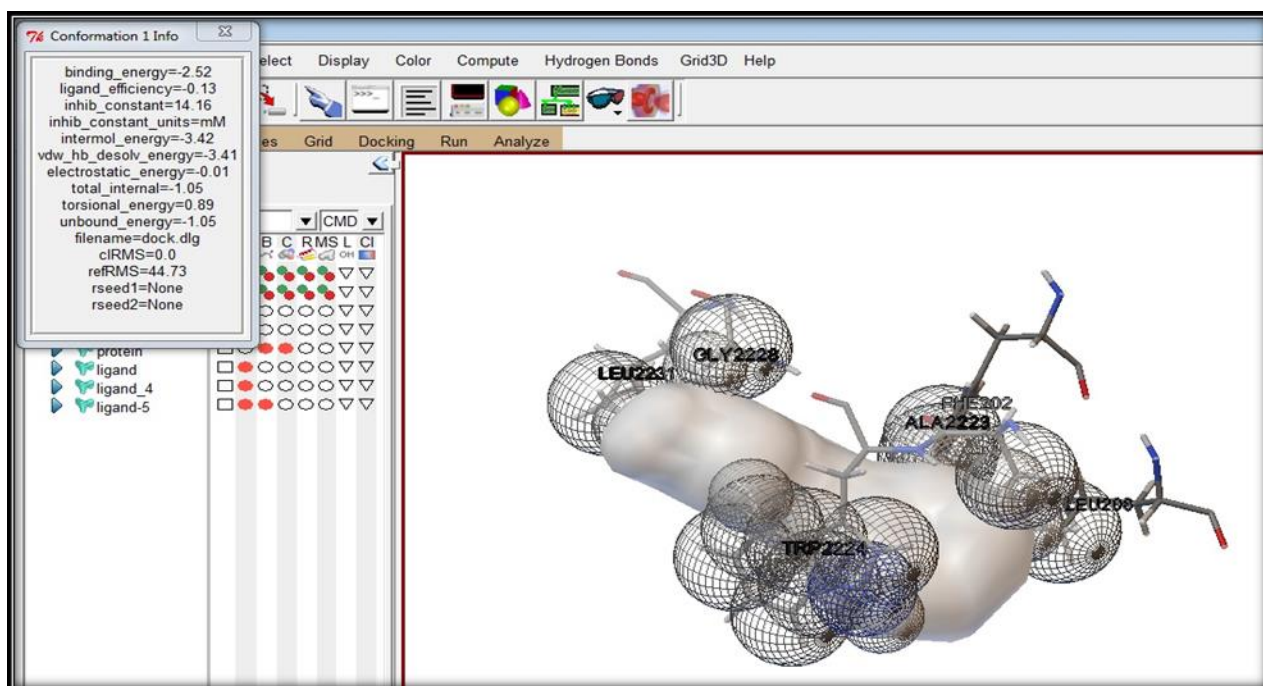 Conformation 1 Info
binding_energy=-2.52
ligand_efficiency=-0.13
inhib_constant=14.16
inhib_constant_units=mM
intermol_energy=-3.42
vdw_hb_desolv_energy=-3.41
electrostatic_energy=-0.01
total_internal=-1.05
torsional_energy=0.89
unbound_energy=-1.05
filename=dock.dlg
clRMS=0.0
refRMS=44.73
rseed1=None
rseed2=None
elect Display Color Compute Hydrogen Bonds Grid3D Help
es Grid Docking Run Analyze
CMD
B C R MS L Cl
protein
ligand
ligand_4
ligand-5
GLY2228
LEU2231
PHE202
ALA2223
TRP2224